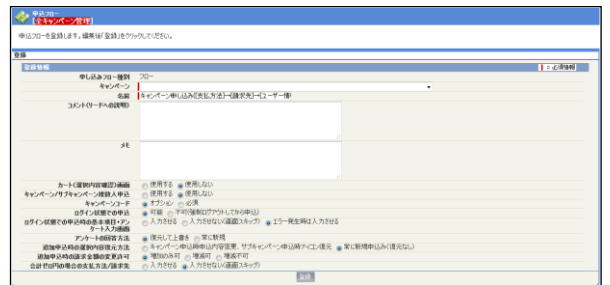 申込フロー
【全キャンペーン管理】
申込フローを登録します。編集後「登録」をクリックしてください。
登録
登録情報 【 = 必須情報】
申し込みフロー種別 フロー
キャンペーン
名前 キャンペーン申し込み[支払方法]→[請求先]→[ユーザー情
コメント(リードへの説明)
メモ
カート(選択内容確認)画面 使用する 使用しない
キャンペーン/サブキャンペーン複数人申込 使用する 使用しない
キャンペーンコード オプション 必須
ログイン状態での申込 可能 不可(強制ログアウトしてから申込)
ログイン状態での申込時の基本項目・アンケート入力画面 入力させる 入力させない(画面スキップ) エラー発生時は入力させる
アンケートの回答方法 復元して上書き 常に新規
追加申込時の選択内容復元方法 キャンペーン申込時申込内容変更、サブキャンペーン申込時アイコン復元 常に新規申込み(復元なし)
追加申込時の請求金額の変更許可 増加のみ可 増減可 増減不可
合計ゼロ円の場合の支払方法/請求先 入力させる 入力させない(画面スキップ)
登録